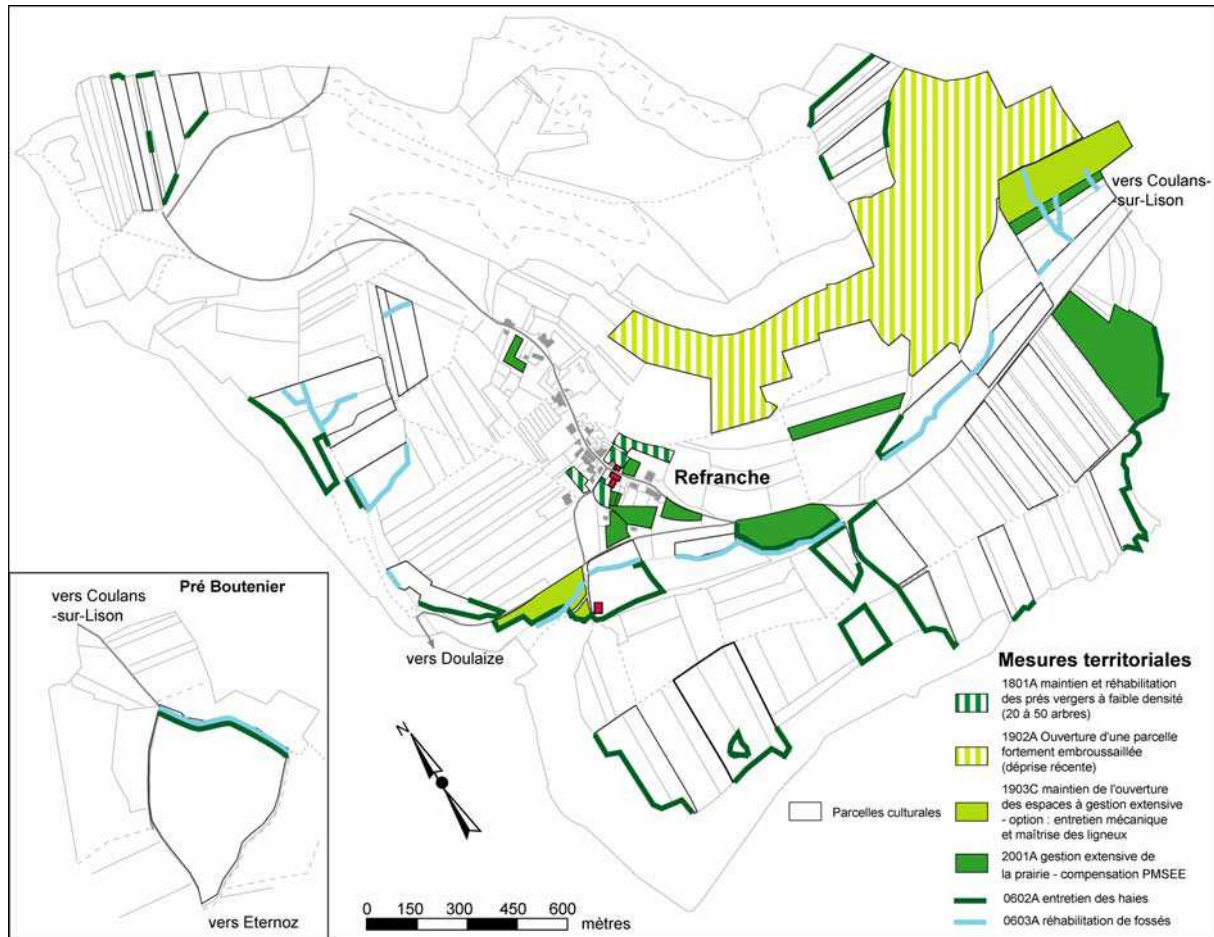 vers Coulans-
-sur-Lison
Refranche
Pré Boutenier
vers Coulans
-sur-Lison
vers Doulaize
vers Eternoz
N
0 150 300 450 600
mètres
Parcelles culturales
Mesures territoriales
1801A maintien et réhabilitation
des prés vergers à faible densité
(20 à 50 arbres)
1902A Ouverture d'une parcelle
fortement embroussaillée
(déprise récente)
1903C maintien de l'ouverture
des espaces à gestion extensive
- option : entretien mécanique
et maîtrise des ligneux
2001A gestion extensive de
la prairie - compensation PMSEE
0602A entretien des haies
0603A réhabilitation de fossés